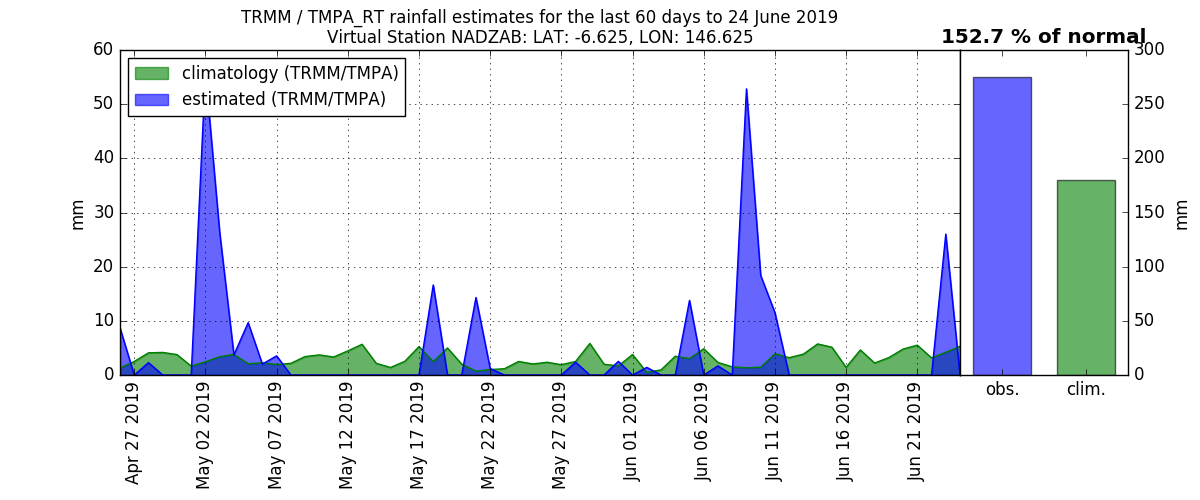 TRMM / TMPA_RT rainfall estimates for the last 60 days to 24 June 2019
Virtual Station NADZAB: LAT: -6.625, LON: 146.625
152.7 % of normal
climatology (TRMM/TMPA)
estimated (TRMM/TMPA)
mm
60
50
40
30
20
10
0
Apr 27 2019
May 02 2019
May 07 2019
May 12 2019
May 17 2019
May 22 2019
May 27 2019
Jun 01 2019
Jun 06 2019
Jun 11 2019
Jun 16 2019
Jun 21 2019
obs.
clim.
300
250
200
150
100
50
0
mm